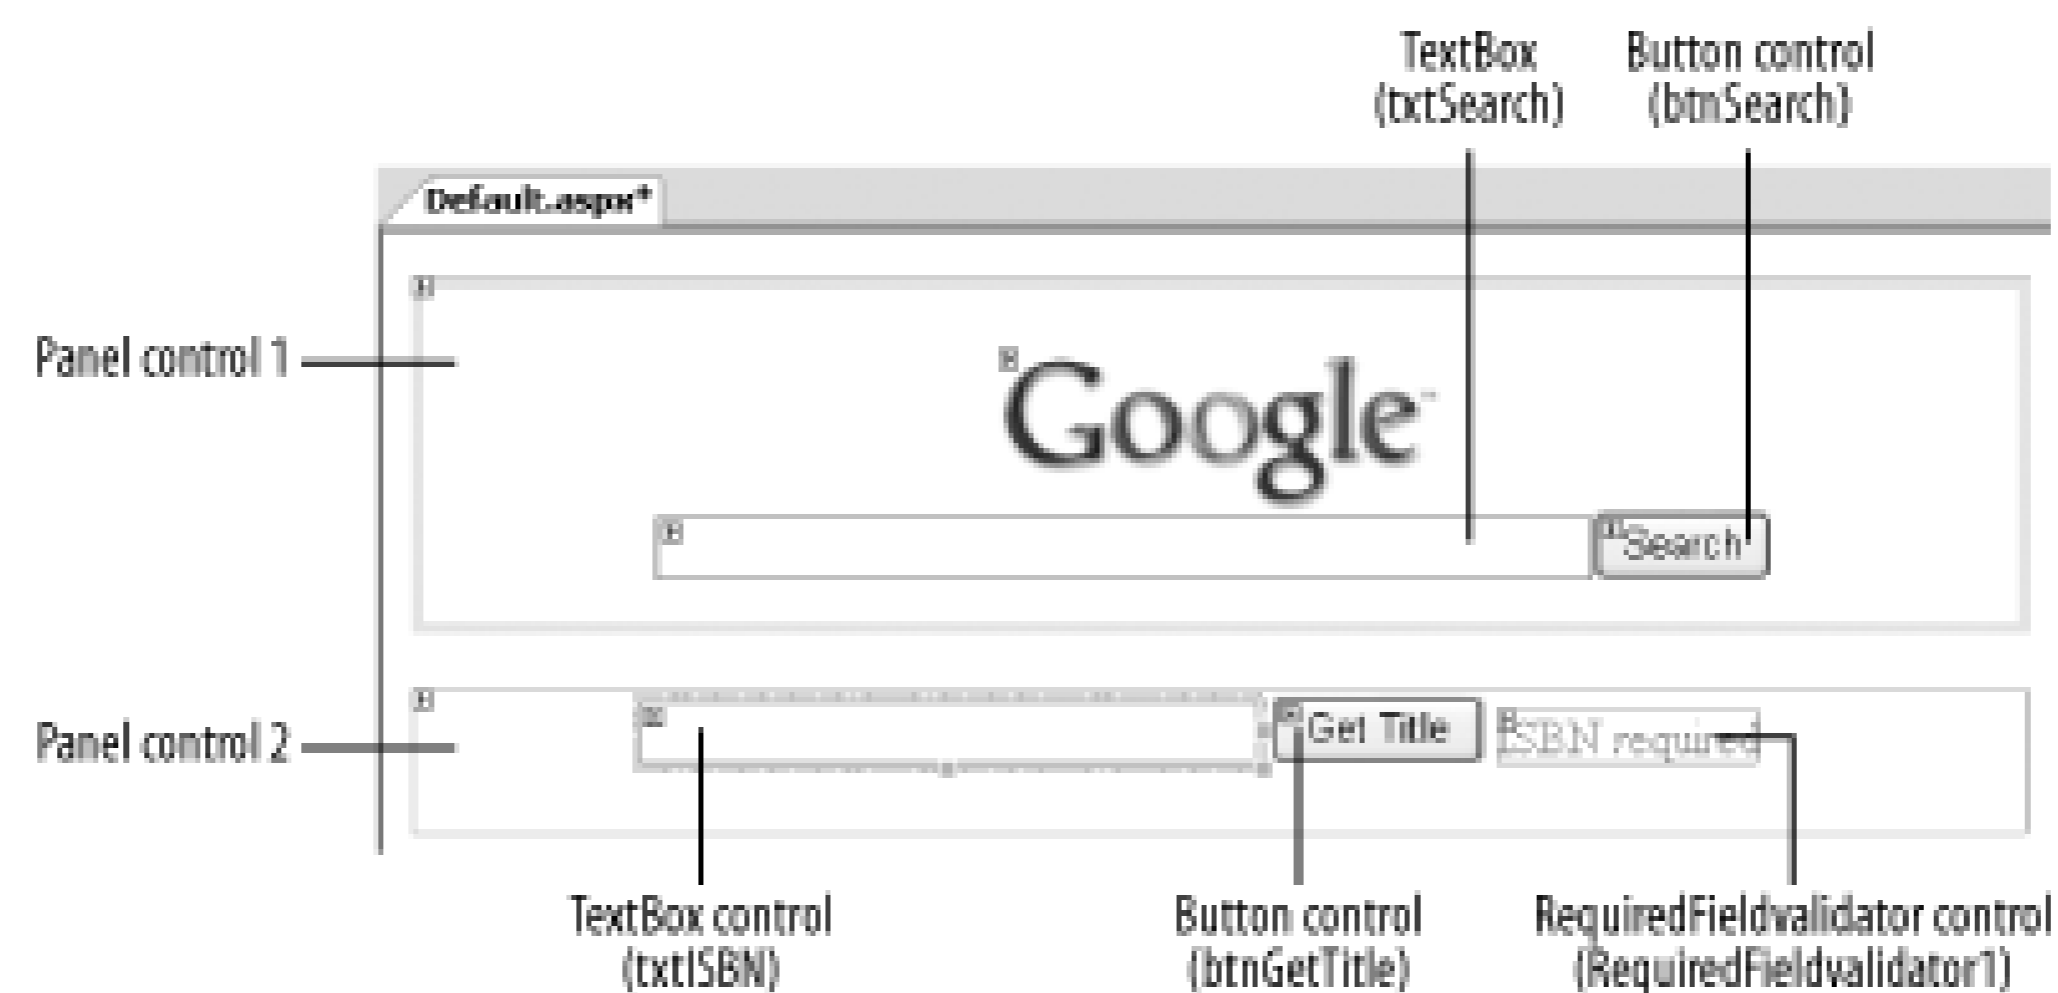 TextBox
(txtSearch)
Button control
(btnSearch)
Default.aspx*
Panel control 1
Google
Search
Panel control 2
Get Title
ISBN required
TextBox control
(txtISBN)
Button control
(btnGetTitle)
RequiredFieldvalidator control
(RequiredFieldvalidator1)